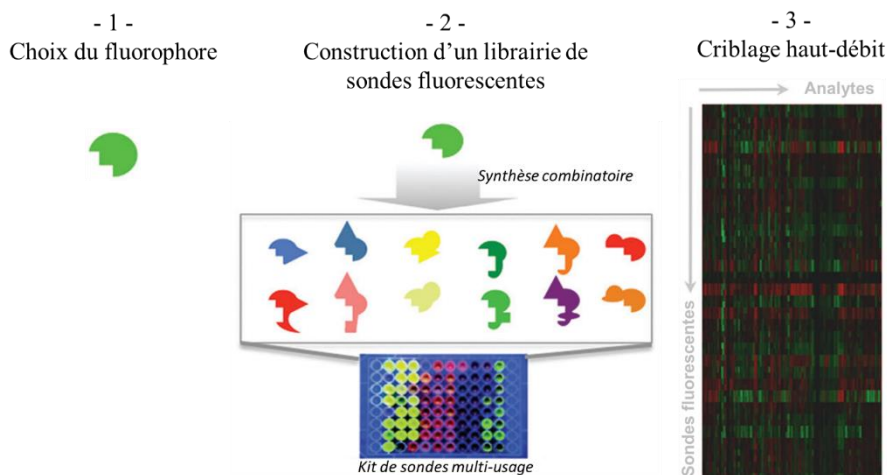 - 1 -
Choix du fluorophore
- 2 -
Construction d’un librairie de
sondes fluorescentes
Synthèse combinatoire
Kit de sondes multi-usage
- 3 -
Criblage haut-débit
Analytes
Sondes fluorescentes